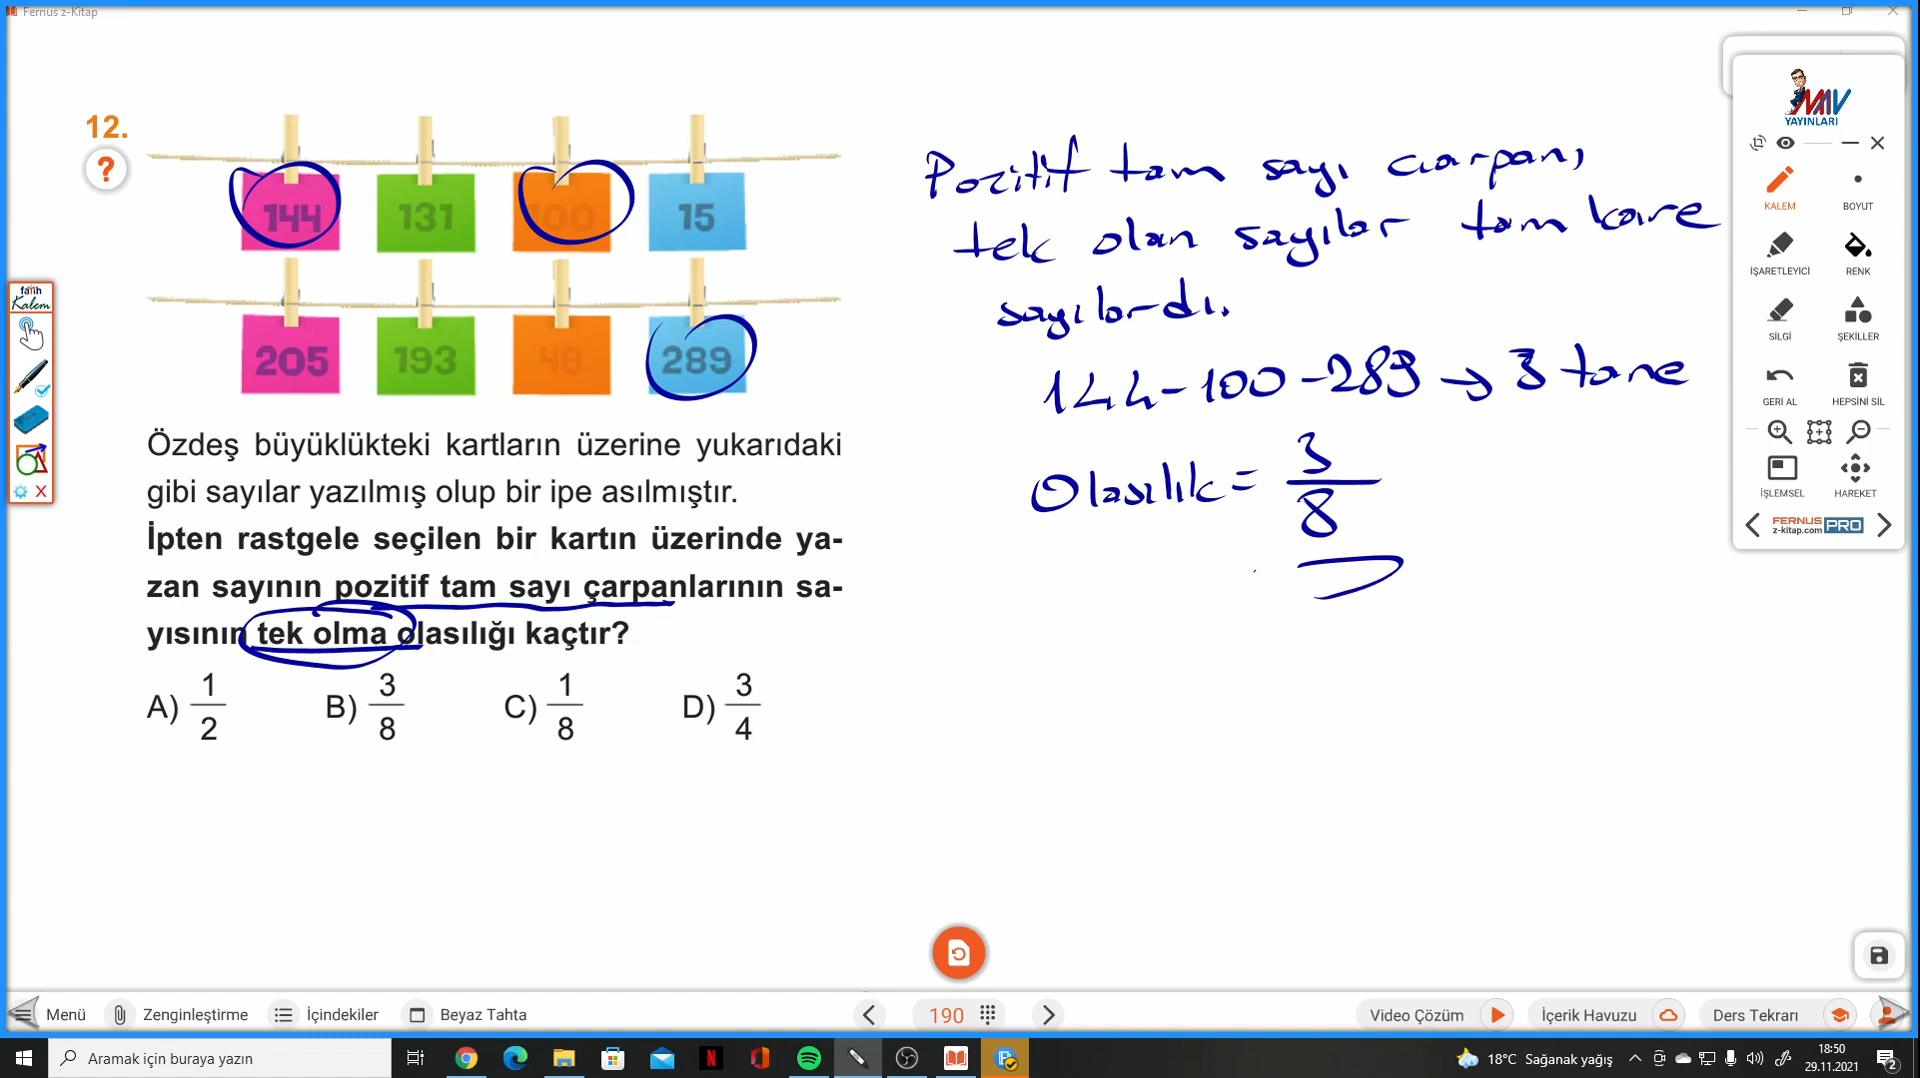 Fernus z-Kitap
12.
?
144 131 100 15
205 193 48 289
Özdeş büyüklükteki kartların üzerine yukarıdaki
gibi sayılar yazılmış olup bir ipe asılmıştır.
İpten rastgele seçilen bir kartın üzerinde ya-
zan sayının pozitif tam sayı çarpanlarının sa-
yısının tek olma olasılığı kaçtır?
A) 1/2 B) 3/8 C) 1/8 D) 3/4
Pozitif tam sayı çarpanı
tek olan sayılar tam kare
sayılardı.
144-100-289 → 3 tane
Olasılık = 3/8
fatih
Kalem
MAV
YAYINLARI
KALEM BOYUT
İŞARETLEYİCİ RENK
SİLGİ ŞEKİLLER
GERİ AL HEPSİNİ SİL
İŞLEMSEL HAREKET
FERNUS PRO
z-kitap.com
Menü Zenginleştirme İçindekiler Beyaz Tahta 190 Video Çözüm İçerik Havuzu Ders Tekrarı
Aramak için buraya yazın
18°C Sağanak yağış
18:50
29.11.2021
2